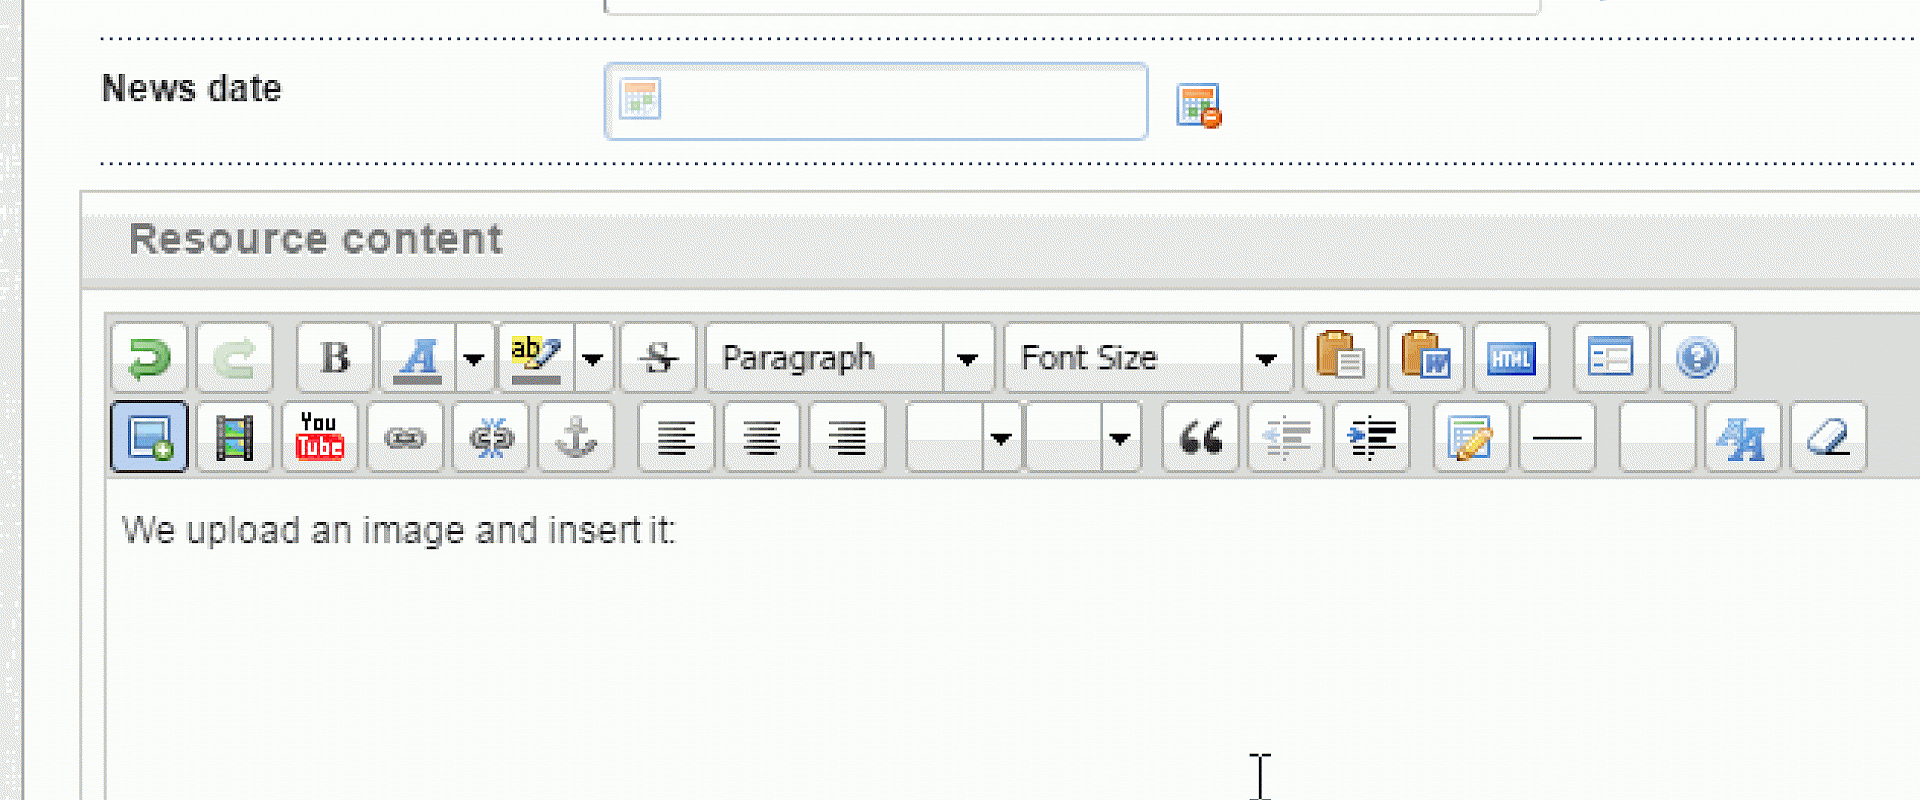 News date
Resource content
B A ab S Paragraph Font Size W HTML ?
You
Tube
A A
We upload an image and insert it: